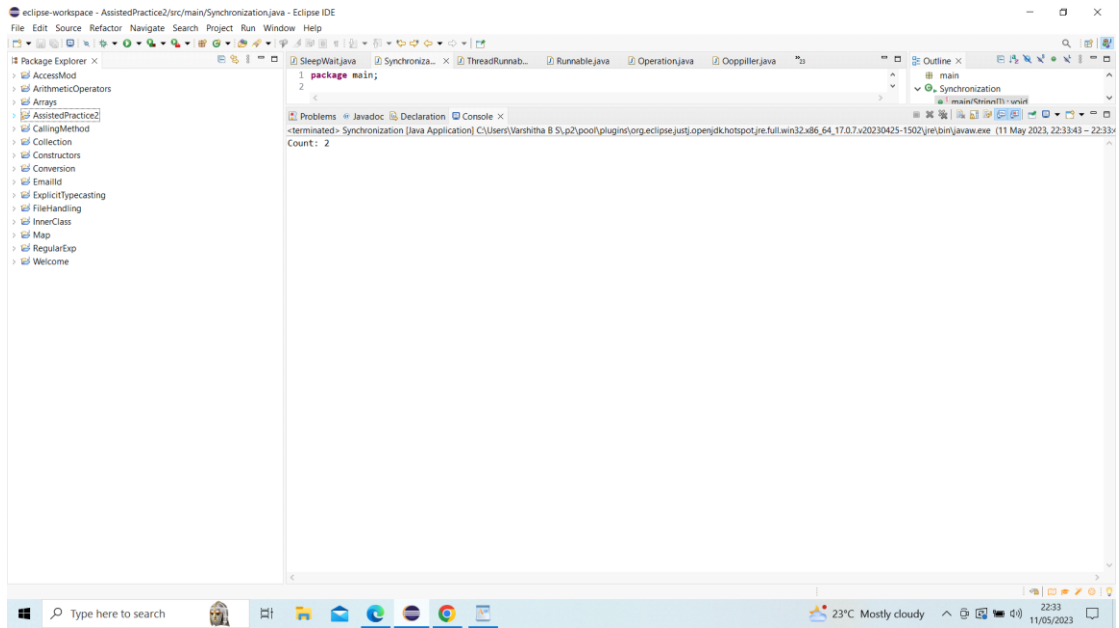 eclipse-workspace - AssistedPractice2/src/main/Synchronization.java - Eclipse IDE
File Edit Source Refactor Navigate Search Project Run Window Help
Package Explorer
AccessMod
ArithmeticOperators
Arrays
AssistedPractice2
CallingMethod
Collection
Constructors
Conversion
EmailId
ExplicitTypecasting
FileHandling
InnerClass
Map
RegularExp
Welcome
SleepWait.java Synchroniza... ThreadRunnab... Runnable.java Operation.java Ooppiller.java 23
1 package main;
2
Outline
main
Synchronization
main(String[]) : void
Problems Javadoc Declaration Console
<terminated> Synchronization [Java Application] C:\Users\Varshitha B S\.p2\pool\plugins\org.eclipse.justj.openjdk.hotspot.jre.full.win32.x86_64_17.0.7.v20230425-1502\jre\bin\javaw.exe (11 May 2023, 22:33:43 – 22:33:4
Count: 2
Type here to search
23°C Mostly cloudy
22:33
11/05/2023